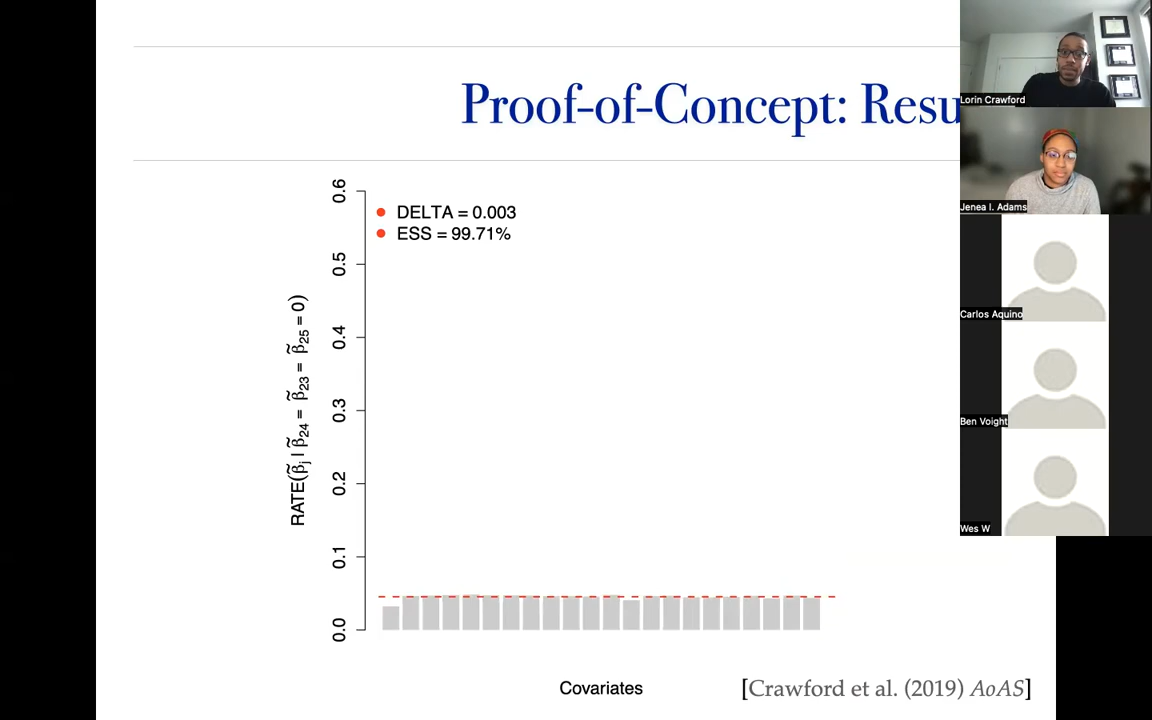 Proof-of-Concept: Resu
0.6
0.5
0.4
0.3
0.2
0.1
0.0
DELTA = 0.003
ESS = 99.71%
RATE(β̃j | β̃24 = β̃23 = β̃25 = 0)
Covariates
[Crawford et al. (2019) AoAS]
Lorin Crawford
Jenea I. Adams
Carlos Aquino
Ben Voight
Wes W